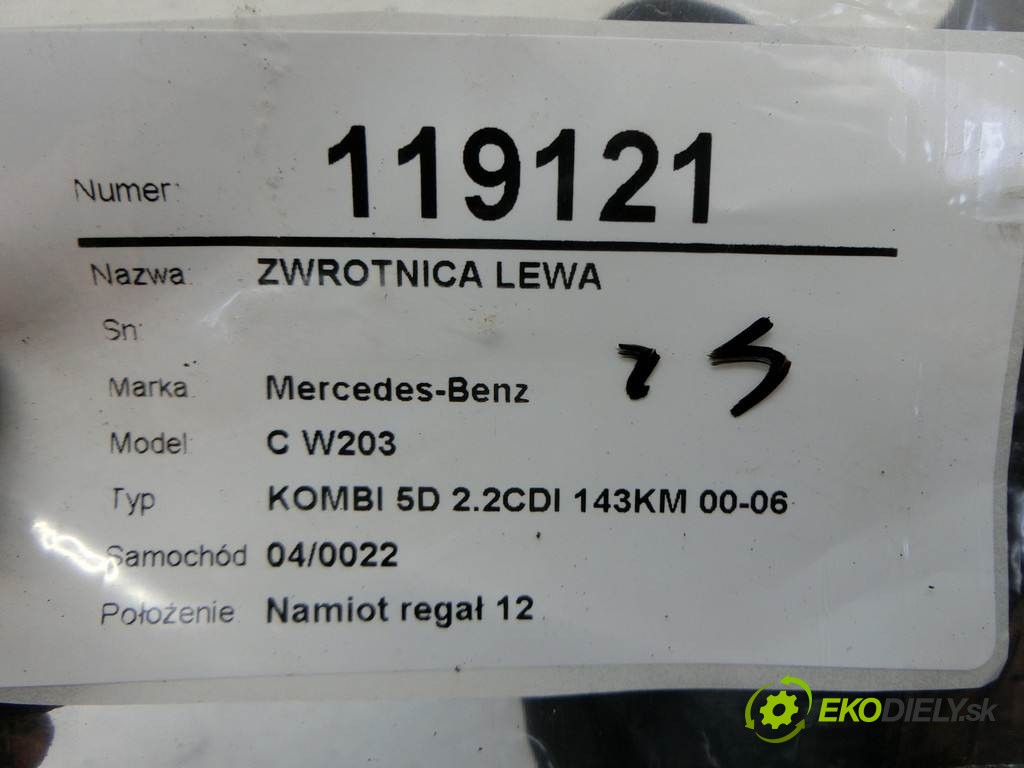 Numer: 119121
Nazwa: ZWROTNICA LEWA
Sn:
Marka: Mercedes-Benz
Model: C W203
Typ KOMBI 5D 2.2CDI 143KM 00-06
Samochód 04/0022
Położenie Namiot regał 12
EKODIELY.sk